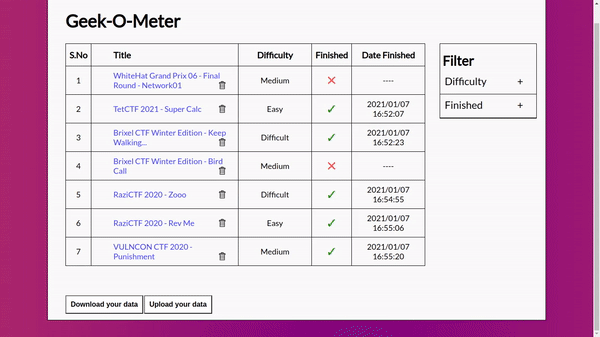 Geek-O-Meter
S.No Title Difficulty Finished Date Finished
1 WhiteHat Grand Prix 06 - Final Round - Network01 Medium ✕ ----
2 TetCTF 2021 - Super Calc Easy ✓ 2021/01/07 16:52:07
3 Brixel CTF Winter Edition - Keep Walking... Difficult ✓ 2021/01/07 16:52:23
4 Brixel CTF Winter Edition - Bird Call Medium ✕ ----
5 RaziCTF 2020 - Zooo Difficult ✓ 2021/01/07 16:54:55
6 RaziCTF 2020 - Rev Me Easy ✓ 2021/01/07 16:55:06
7 VULNCON CTF 2020 - Punishment Medium ✓ 2021/01/07 16:55:20
Filter
Difficulty +
Finished +
Download your data Upload your data